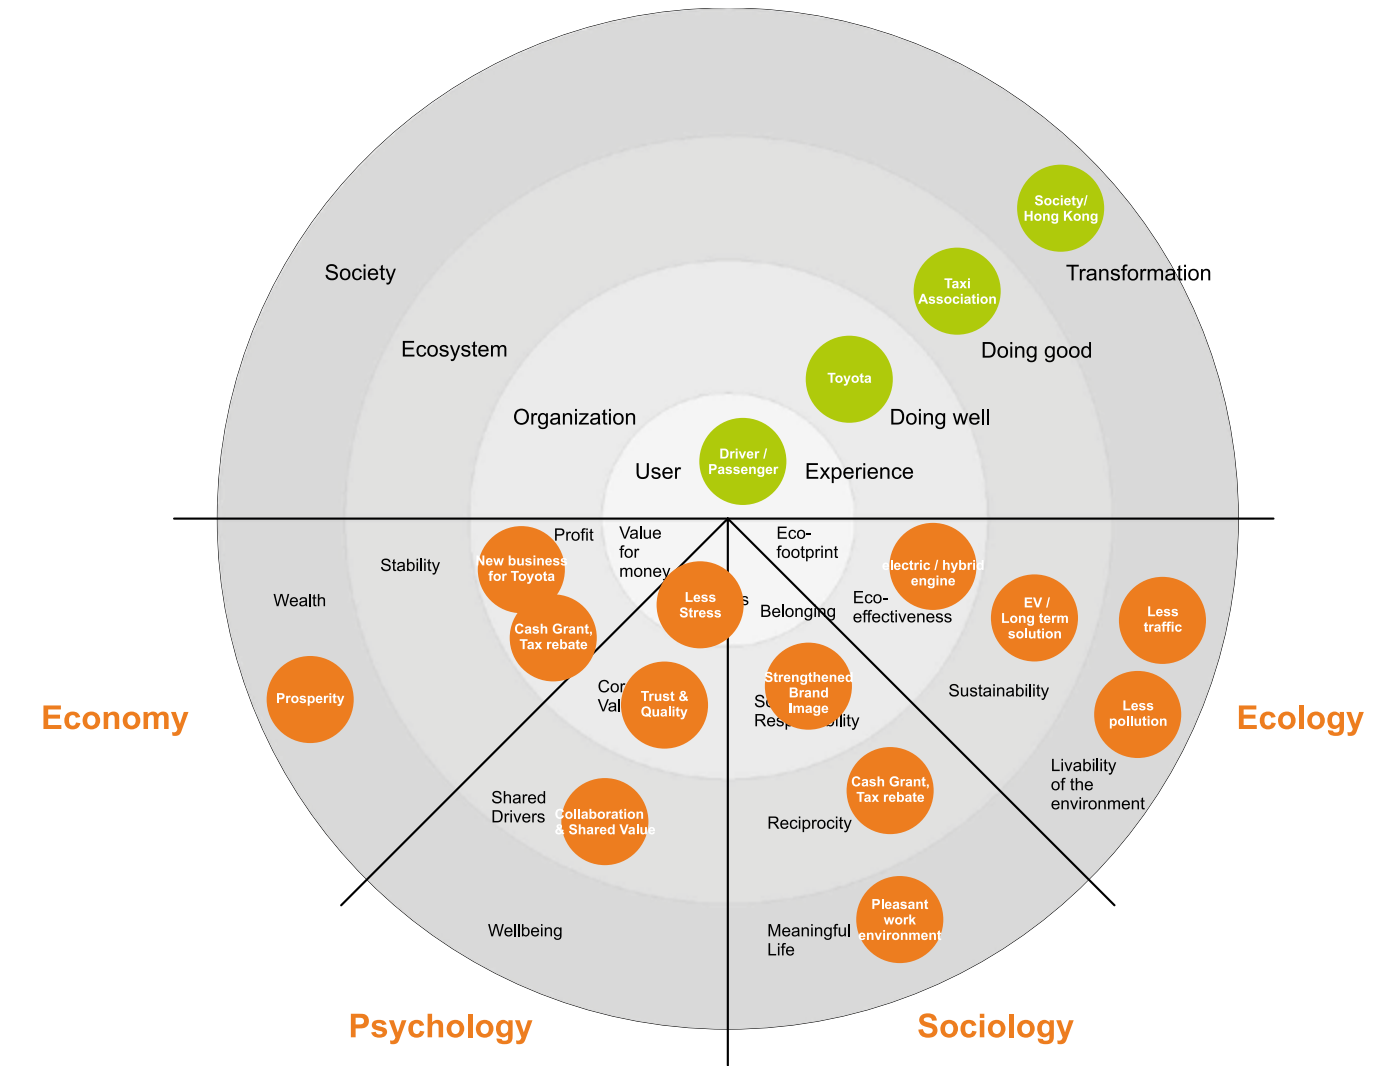 Society/
Hong Kong
Society
Transformation
Taxi
Association
Ecosystem
Doing good
Toyota
Organization
Doing well
Driver /
Passenger
User
Experience
Profit
Value
for
money
Eco-
footprint
Stability
New business
for Toyota
electric / hybrid
engine
Wealth
Less
Stress
Belonging
Eco-
effectiveness
EV /
Long term
solution
Less
traffic
Cash Grant,
Tax rebate
Prosperity
Trust &
Quality
Strengthened
Brand
Image
Sustainability
Less
pollution
Economy
Ecology
Livability
of the
environment
Shared
Drivers
Collaboration
& Shared Value
Cash Grant,
Tax rebate
Reciprocity
Wellbeing
Meaningful
Life
Pleasant
work
environment
Psychology
Sociology